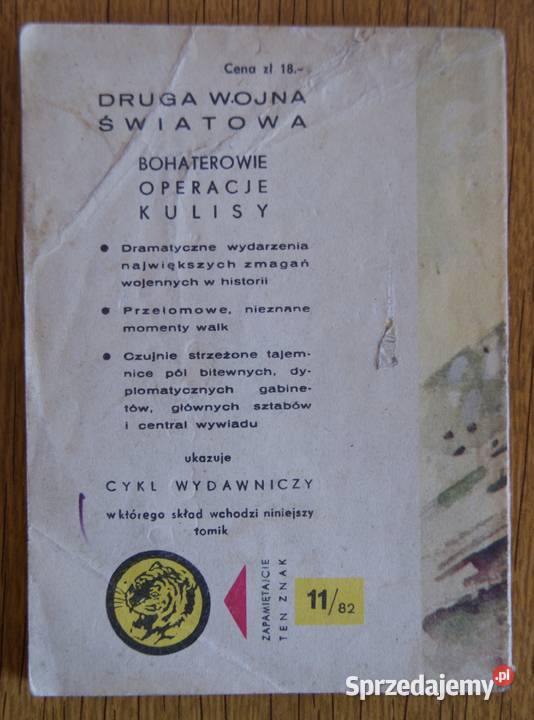 Cena zł 18.-
DRUGA WOJNA
ŚWIATOWA
BOHATEROWIE
OPERACJE
KULISY
● Dramatyczne wydarzenia
największych zmagań
wojennych w historii
● Przełomowe, nieznane
momenty walk
● Czujnie strzeżone tajem-
nice pól bitewnych, dy-
plomatycznych gabine-
tów, głównych sztabów
i central wywiadu
ukazuje
CYKL WYDAWNICZY
w którego skład wchodzi niniejszy
tomik
ZAPAMIĘTAJCIE
TEN ZNAK
11/82
Sprzedajemy.pl